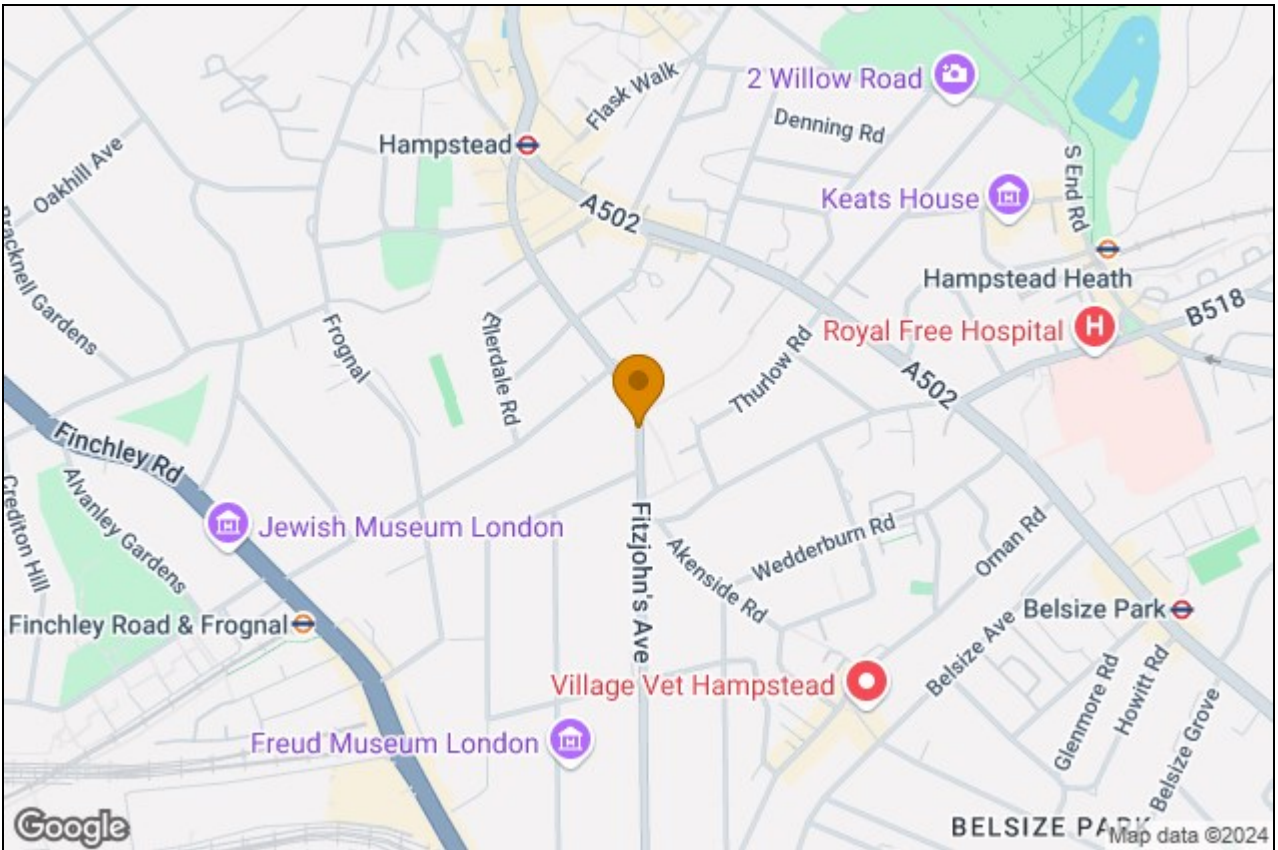 2 Willow Road
Flask Walk
Denning Rd
Hampstead
Oakhill Ave
S End Rd
Keats House
A502
Bracknell Gardens
Hampstead Heath
B518
Royal Free Hospital
Frognal
Allerdale Rd
Thurlow Rd
A502
Finchley Rd
Alvanley Gardens
Crediton Hill
Jewish Museum London
Fitzjohn's Ave
Wedderburn Rd
Ornan Rd
Akenside Rd
Finchley Road & Frognal
Belsize Park
Belsize Ave
Village Vet Hampstead
Glenmore Rd
Howitt Rd
Belsize Grove
Freud Museum London
Google
BELSIZE PARK
Map data ©2024